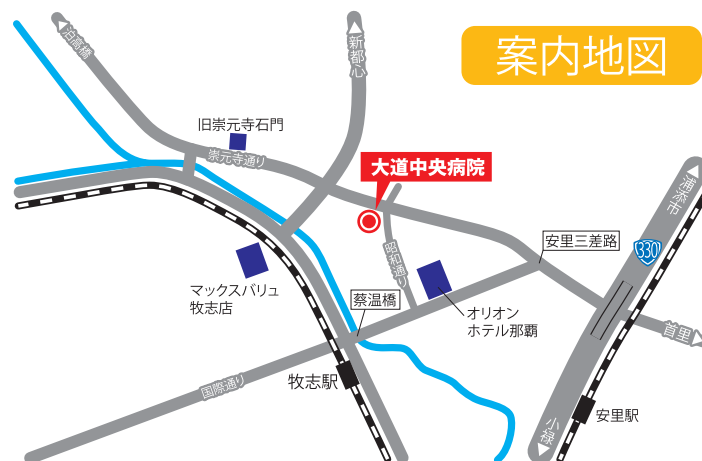 案内地図
泊高橋
新都心
旧崇元寺石門
崇元寺通り
大道中央病院
浦添市
330
安里三差路
昭和通り
マックスバリュ
牧志店
蔡温橋
オリオン
ホテル那覇
首里
国際通り
牧志駅
安里駅
小禄